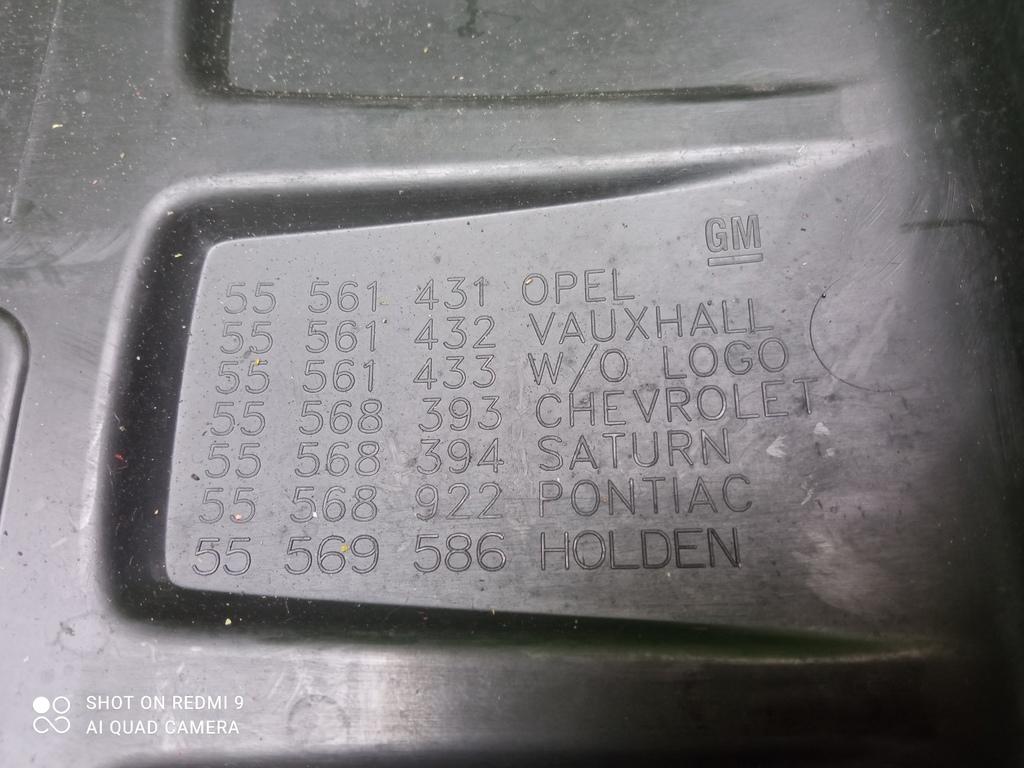 GM
55 561 431 OPEL
55 561 432 VAUXHALL
55 561 433 W/O LOGO
55 568 393 CHEVROLET
55 568 394 SATURN
55 568 922 PONTIAC
55 569 586 HOLDEN
SHOT ON REDMI 9
AI QUAD CAMERA